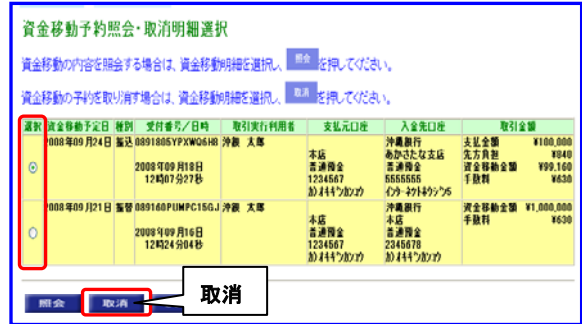 資金移動予約照会・取消明細選択
資金移動の内容を照会する場合は、資金移動明細を選択し、 照会 を押してください。
資金移動の予約を取り消す場合は、資金移動明細を選択し、 取消 を押してください。
選択 資金移動予定日 種別 受付番号/日時 取引実行利用者 支払元口座 入金先口座 取引金額
2008年09月24日 振込 0891805YPXWQ6H8 沖銀 太郎 沖縄銀行 支払金額 ¥100,000
本店 あかさたな支店 先方負担 ¥840
2008年09月18日 普通預金 普通預金 資金移動金額 ¥99,160
12時07分27秒 1234567 5555555 手数料 ¥630
2008年09月21日 振替 089160PUMPC15GJ 沖銀 太郎 沖縄銀行 資金移動金額 ¥1,000,000
本店 本店 手数料 ¥630
2008年09月16日 普通預金 普通預金
12時24分04秒 1234567 2345678
照会 取消
取消